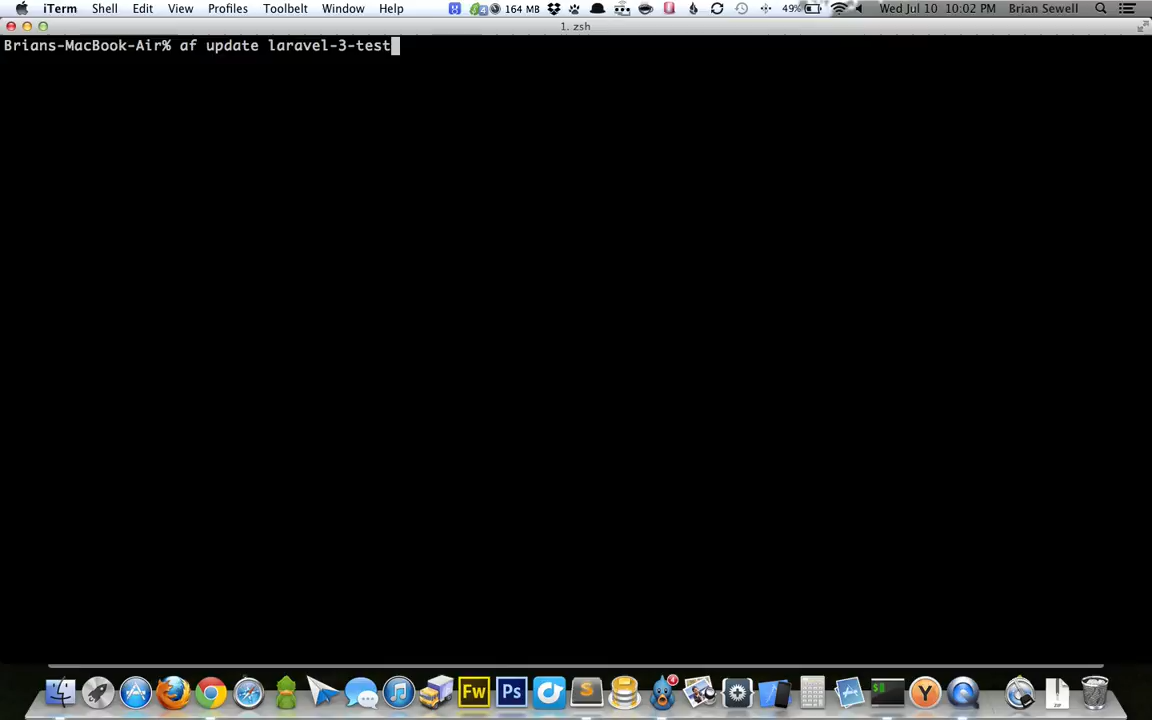 iTerm Shell Edit View Profiles Toolbelt Window Help 164 MB 49% Wed Jul 10 10:02 PM Brian Sewell
1. zsh
Brians-MacBook-Air% af update laravel-3-test
Fw Ps S $ Y ZIP